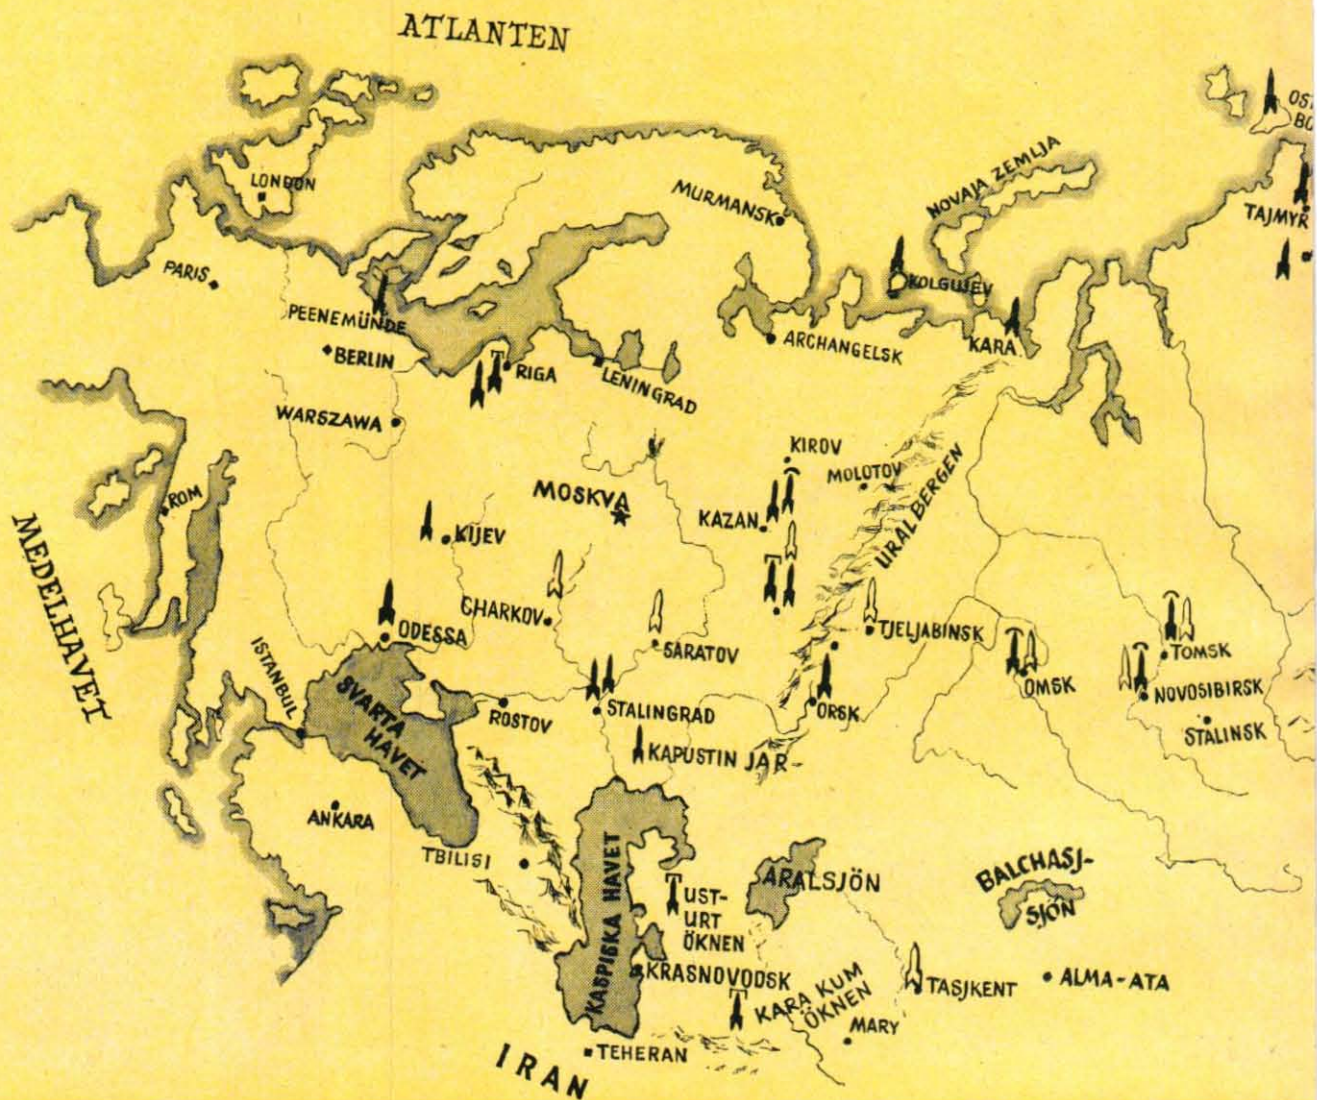 ATLANTEN
OST
BO
LONDON
NOVAJA ZEMLJA
MURMANSK
TAJMYR
PARIS
KOLGUJEV
PEENEMÜNDE
ARCHANGELSK
KARA
BERLIN
RIGA
LENINGRAD
WARSZAWA
KIROV
MOLOTOV
URALBERGEN
ROM
MOSKVA
KAZAN
MEDELHAVET
KIJEV
CHARKOV
ODESSA
TJELJABINSK
SARATOV
TOMSK
ISTANBUL
OMSK
NOVOSIBIRSK
SVARTA
HAVET
ROSTOV
STALINGRAD
ORSK
STALINSK
KAPUSTIN JAR
ANKARA
TBILISI
KASPISKA HAVET
ARALSJÖN
BALCHASJ-
SJÖN
UST-
URT
ÖKNEN
KRASNOVODSK
TASJKENT
ALMA-ATA
KARA KUM
ÖKNEN
MARY
TEHERAN
IRAN